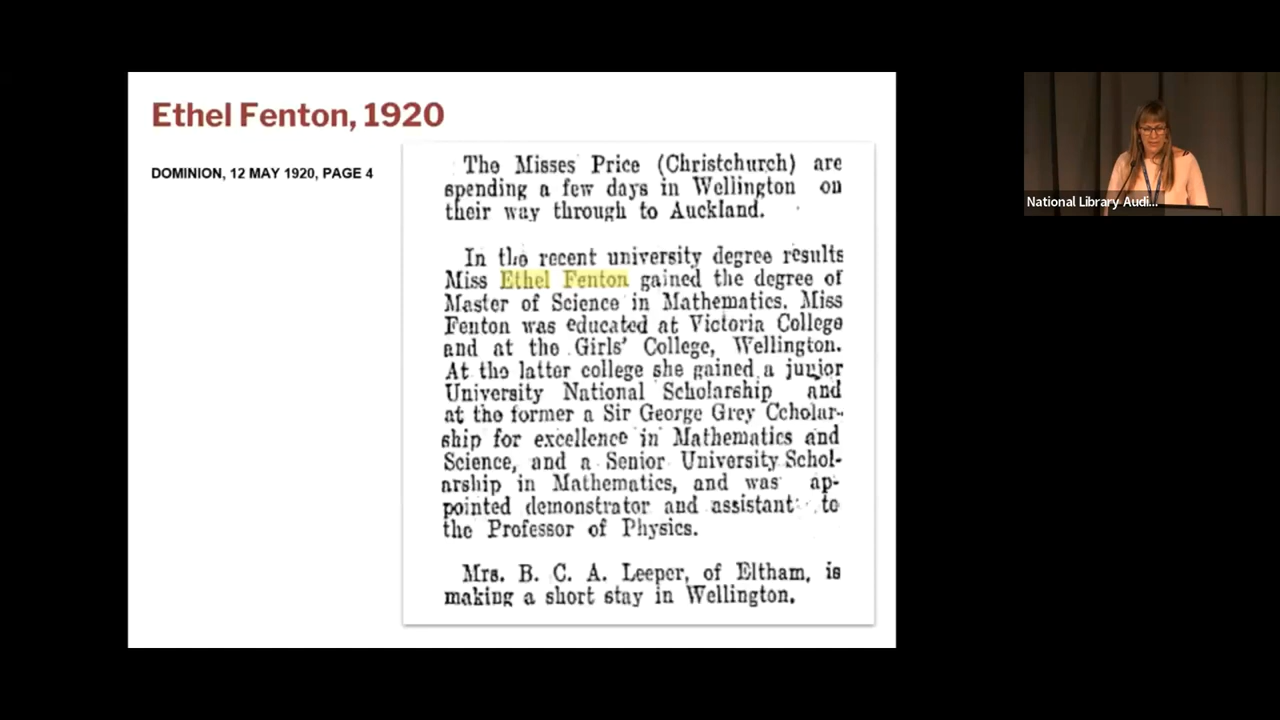 Ethel Fenton, 1920
DOMINION, 12 MAY 1920, PAGE 4
The Misses Price (Christchurch) are
spending a few days in Wellington on
their way through to Auckland.
In the recent university degree results
Miss Ethel Fenton gained the degree of
Master of Science in Mathematics. Miss
Fenton was educated at Victoria College
and at the Girls' College, Wellington.
At the latter college she gained a junior
University National Scholarship and
at the former a Sir George Grey Ccholar-
ship for excellence in Mathematics and
Science, and a Senior University Schol-
arship in Mathematics, and was ap-
pointed demonstrator and assistant to
the Professor of Physics.
Mrs. B. C. A. Leeper, of Eltham, is
making a short stay in Wellington.
National Library Audi...